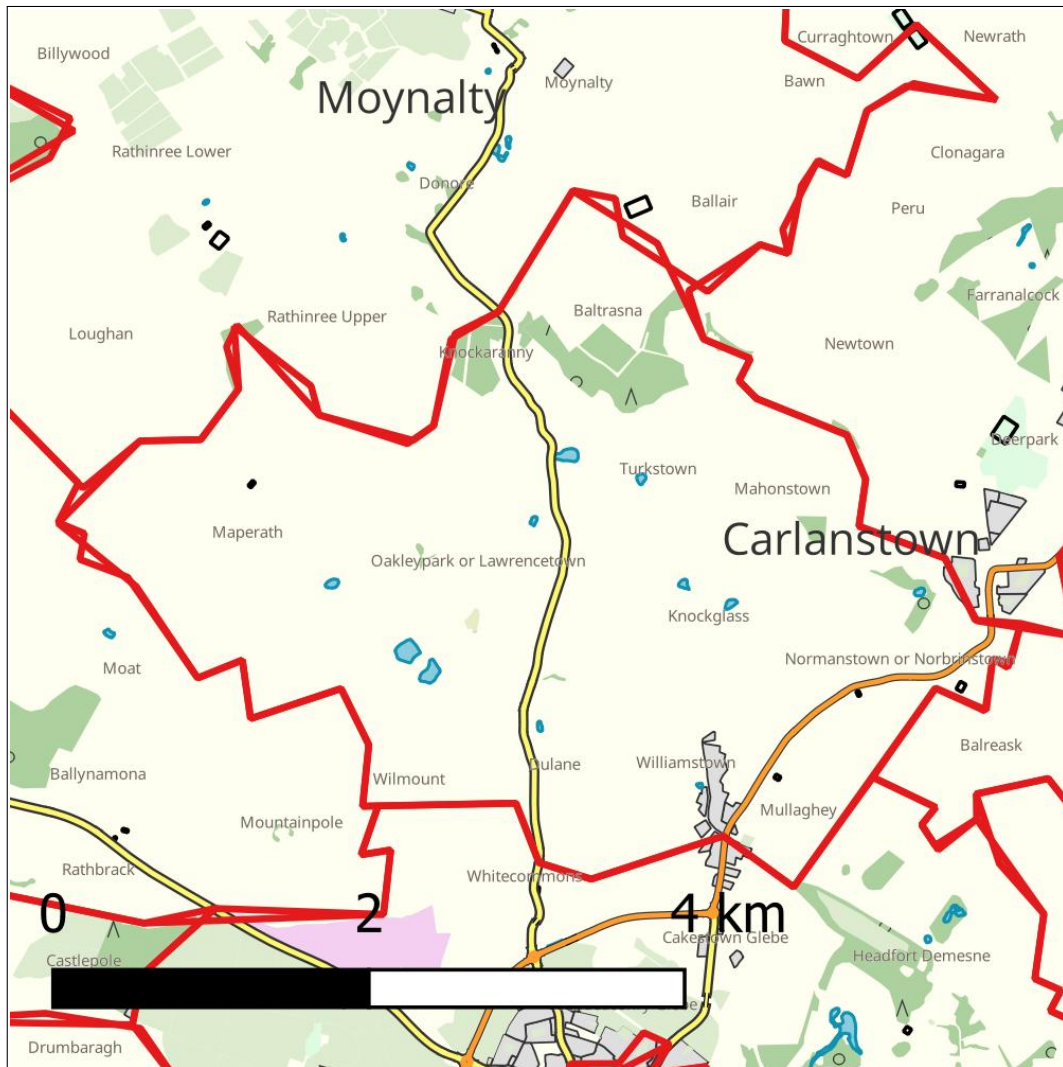 Billywood
Curraghtown
Newrath
Moynalty
Moynalty
Bawn
Rathinree Lower
Clonagara
Donore
Ballair
Peru
Farranalcock
Rathinree Upper
Baltrasna
Loughan
Newtown
Knockaranny
Deerpark
Turkstown
Mahonstown
Maperath
Carlanstown
Oakleypark or Lawrencetown
Knockglass
Moat
Normanstown or Norbrinstown
Balreask
Ballynamona
Wilmount
Dulane
Williamstown
Mullaghey
Mountainpole
Rathbrack
Whitecommons
0
2
4 km
Cakestown Glebe
Castlepole
Headfort Demesne
Drumbaragh